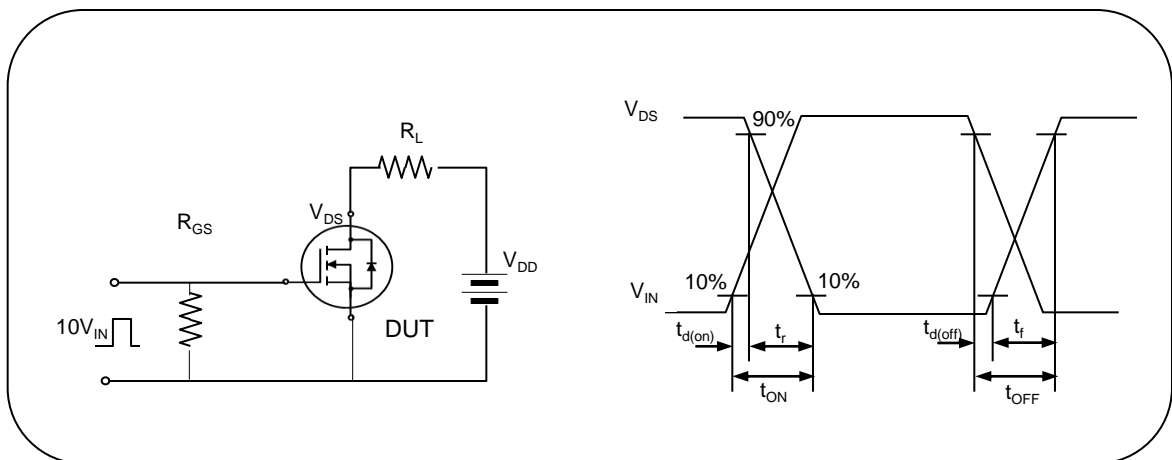 R_L
R_GS
V_DS
V_DD
10V_IN
DUT
V_DS
90%
10%
10%
V_IN
t_d(on)
t_r
t_d(off)
t_f
t_ON
t_OFF